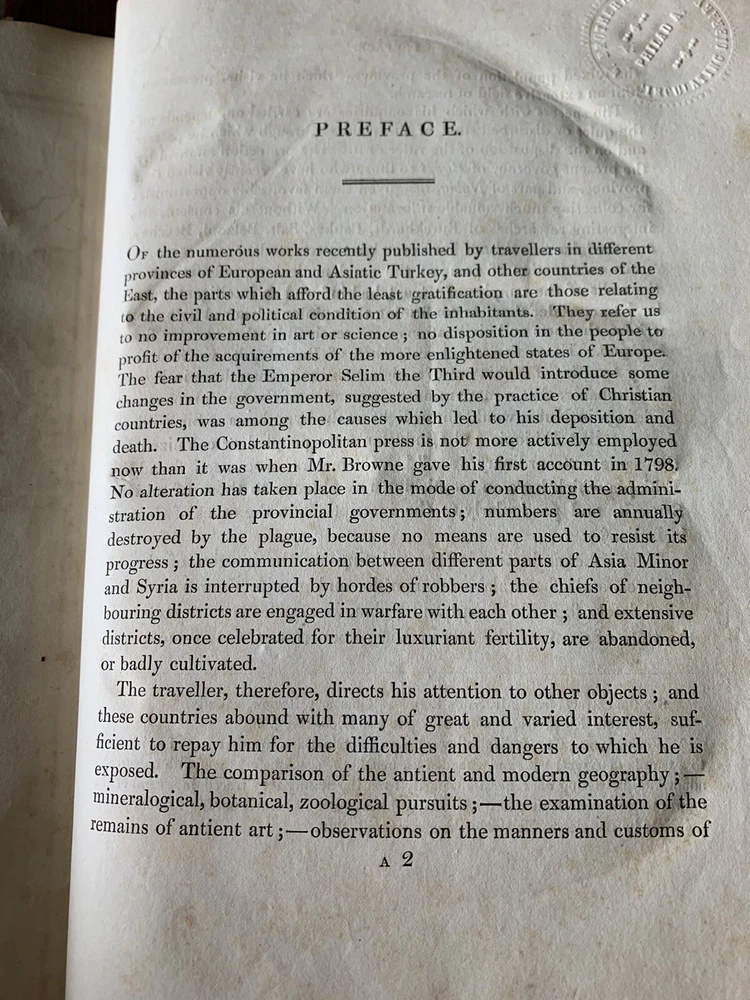 PHILAD A.
PREFACE.
OF the numerous works recently published by travellers in different
provinces of European and Asiatic Turkey, and other countries of the
East, the parts which afford the least gratification are those relating
to the civil and political condition of the inhabitants. They refer us
to no improvement in art or science; no disposition in the people to
profit of the acquirements of the more enlightened states of Europe.
The fear that the Emperor Selim the Third would introduce some
changes in the government, suggested by the practice of Christian
countries, was among the causes which led to his deposition and
death. The Constantinopolitan press is not more actively employed
now than it was when Mr. Browne gave his first account in 1798.
No alteration has taken place in the mode of conducting the admini-
stration of the provincial governments; numbers are annually
destroyed by the plague, because no means are used to resist its
progress; the communication between different parts of Asia Minor
and Syria is interrupted by hordes of robbers; the chiefs of neigh-
bouring districts are engaged in warfare with each other; and extensive
districts, once celebrated for their luxuriant fertility, are abandoned,
or badly cultivated.
The traveller, therefore, directs his attention to other objects; and
these countries abound with many of great and varied interest, suf-
ficient to repay him for the difficulties and dangers to which he is
exposed. The comparison of the antient and modern geography;—
mineralogical, botanical, zoological pursuits;—the examination of the
remains of antient art;—observations on the manners and customs of
A 2